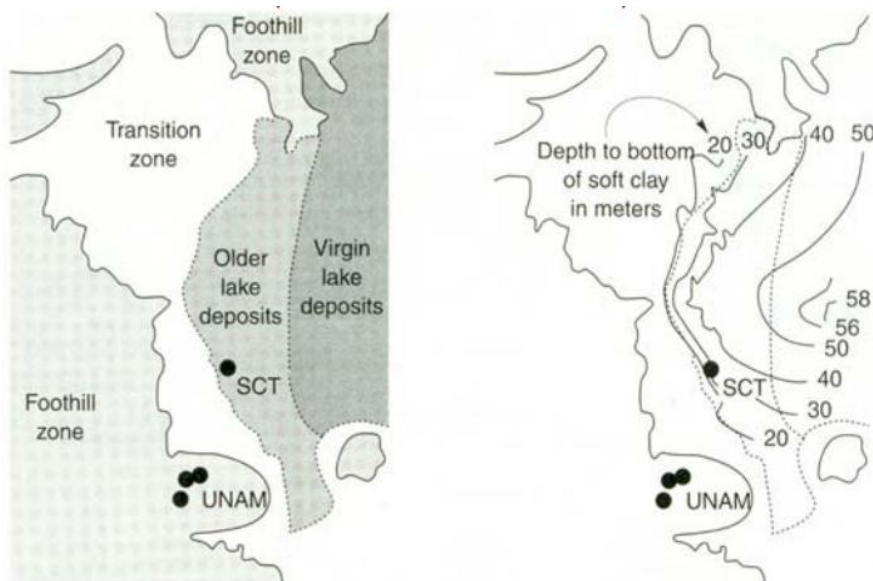 Foothill
zone
Transition
zone
Older
lake
deposits
Virgin
lake
deposits
SCT
Foothill
zone
UNAM
20 30 40 50
Depth to bottom
of soft clay
in meters
58
56
50
SCT 40
30
20
UNAM